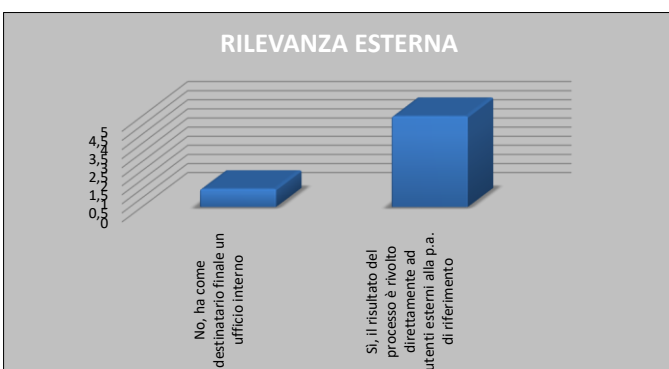 RILEVANZA ESTERNA
5
4,5
4
3,5
3
2,5
2
1,5
1
0,5
0
No, ha come
destinatario finale un
ufficio interno
Sì, il risultato del
processo è rivolto
direttamente ad
utenti esterni alla p.a.
di riferimento